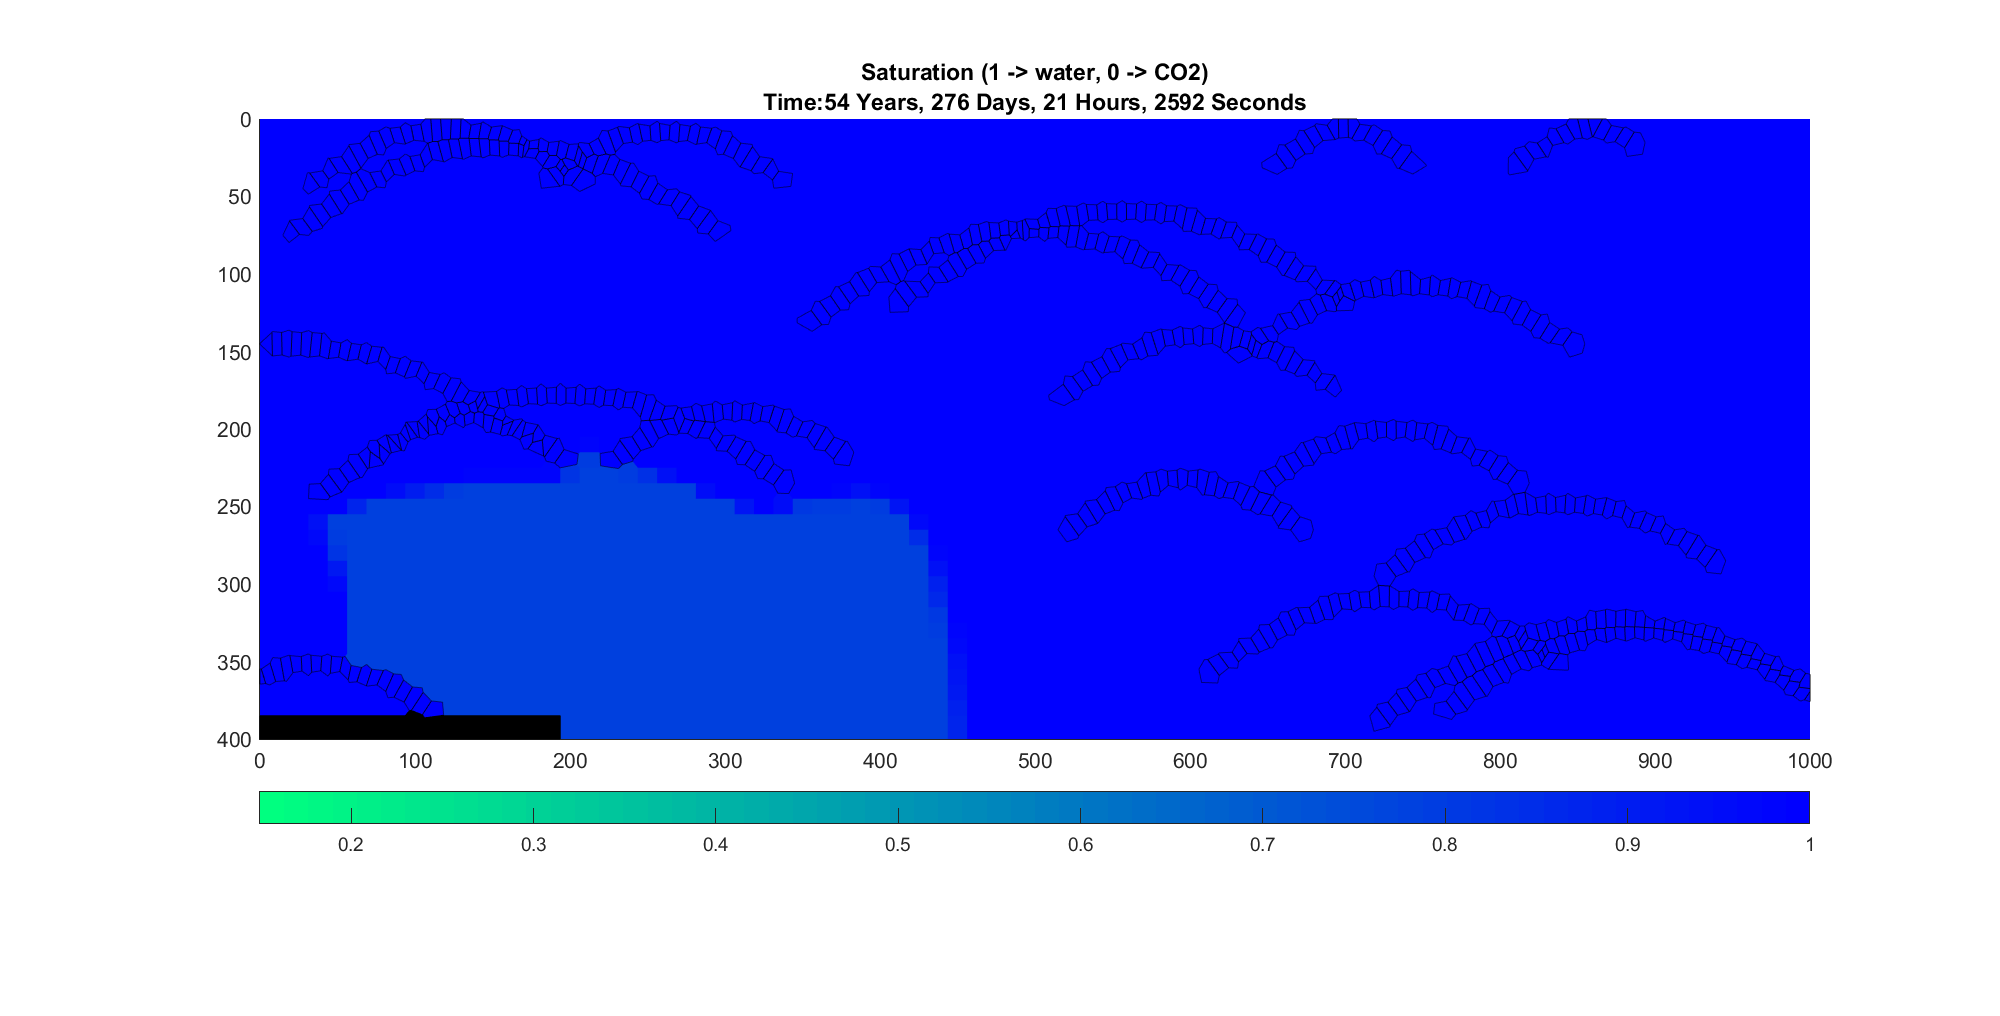 Saturation (1 -> water, 0 -> CO2)
Time:54 Years, 276 Days, 21 Hours, 2592 Seconds
0
50
100
150
200
250
300
350
400
0 100 200 300 400 500 600 700 800 900 1000
0.2 0.3 0.4 0.5 0.6 0.7 0.8 0.9 1